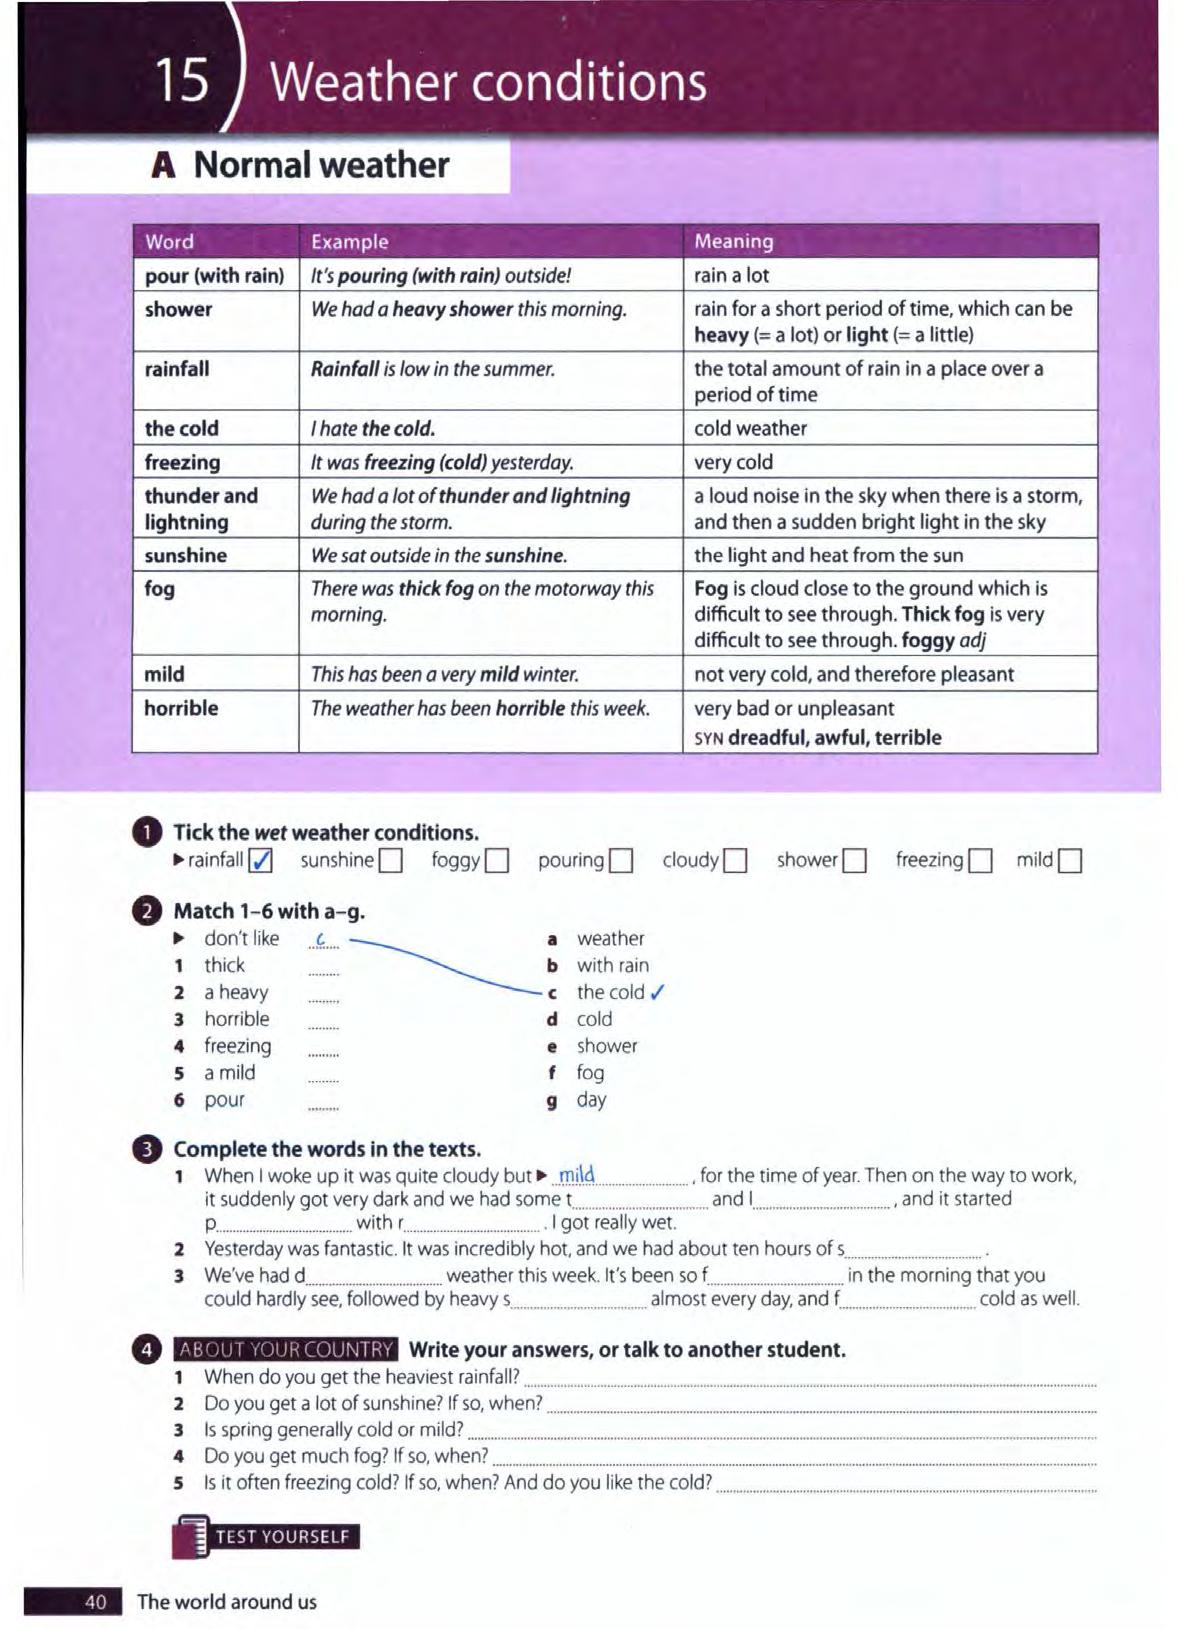 15 Weather conditions
A Normal weather
Word Example Meaning
pour (with rain) It's pouring (with rain) outside! rain a lot
shower We had a heavy shower this morning. rain for a short period of time, which can be
heavy (= a lot) or light (= a little)
rainfall Rainfall is low in the summer. the total amount of rain in a place over a
period of time
the cold I hate the cold. cold weather
freezing It was freezing (cold) yesterday. very cold
thunder and We had a lot of thunder and lightning a loud noise in the sky when there is a storm,
lightning during the storm. and then a sudden bright light in the sky
sunshine We sat outside in the sunshine. the light and heat from the sun
fog There was thick fog on the motorway this Fog is cloud close to the ground which is
morning. difficult to see through. Thick fog is very
difficult to see through. foggy adj
mild This has been a very mild winter. not very cold, and therefore pleasant
horrible The weather has been horrible this week. very bad or unpleasant
SYN dreadful, awful, terrible
1 Tick the wet weather conditions.
▶ rainfall ✓ sunshine foggy pouring cloudy shower freezing mild
2 Match 1–6 with a–g.
▶ don't like c a weather
1 thick b with rain
2 a heavy c the cold ✓
3 horrible d cold
4 freezing e shower
5 a mild f fog
6 pour g day
3 Complete the words in the texts.
1 When I woke up it was quite cloudy but ▶ mild, for the time of year. Then on the way to work,
it suddenly got very dark and we had some t........ and l........, and it started
p........ with r......... I got really wet.
2 Yesterday was fantastic. It was incredibly hot, and we had about ten hours of s.........
3 We've had d........ weather this week. It's been so f........ in the morning that you
could hardly see, followed by heavy s........ almost every day, and f........ cold as well.
4 ABOUT YOUR COUNTRY Write your answers, or talk to another student.
1 When do you get the heaviest rainfall?
2 Do you get a lot of sunshine? If so, when?
3 Is spring generally cold or mild?
4 Do you get much fog? If so, when?
5 Is it often freezing cold? If so, when? And do you like the cold?
TEST YOURSELF
40 The world around us